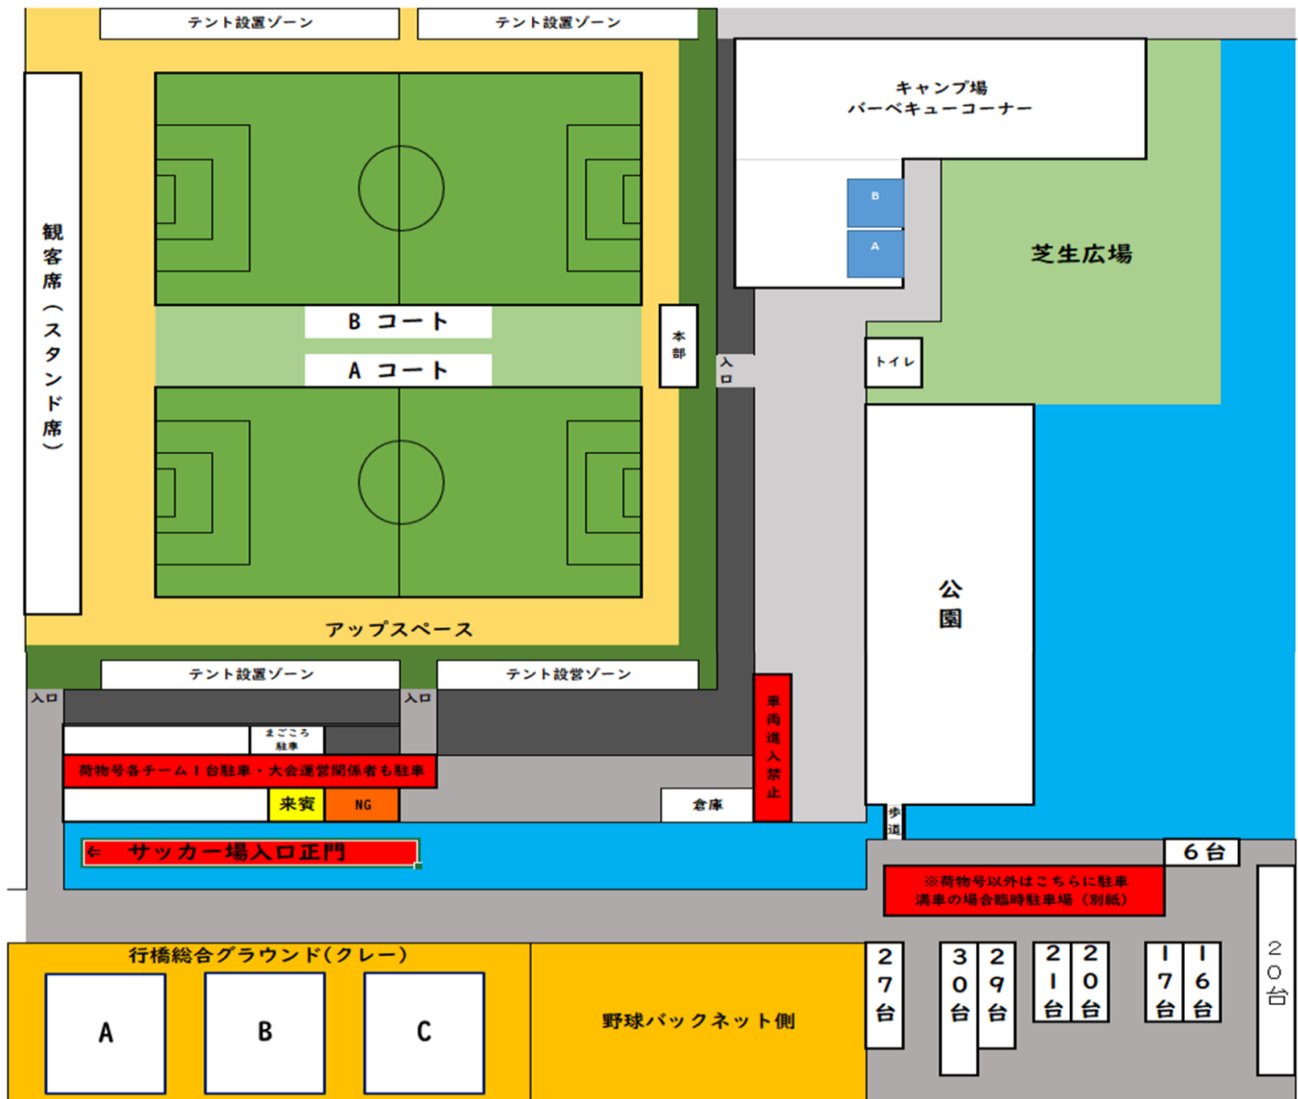 テント設置ゾーン
テント設置ゾーン
キャンプ場
バーベキューコーナー
B
A
芝生広場
観客席(スタンド席)
B コート
A コート
本部
入口
トイレ
公園
アップスペース
テント設置ゾーン
テント設営ゾーン
入口
入口
まごころ
駐車
荷物号各チーム1台駐車・大会運営関係者も駐車
来賓
NG
倉庫
車両進入禁止
歩道
⇐ サッカー場入口正門
6台
※荷物号以外はこちらに駐車
満車の場合臨時駐車場(別紙)
行橋総合グラウンド(クレー)
A
B
C
野球バックネット側
27台
30台
29台
21台
20台
17台
16台
20台